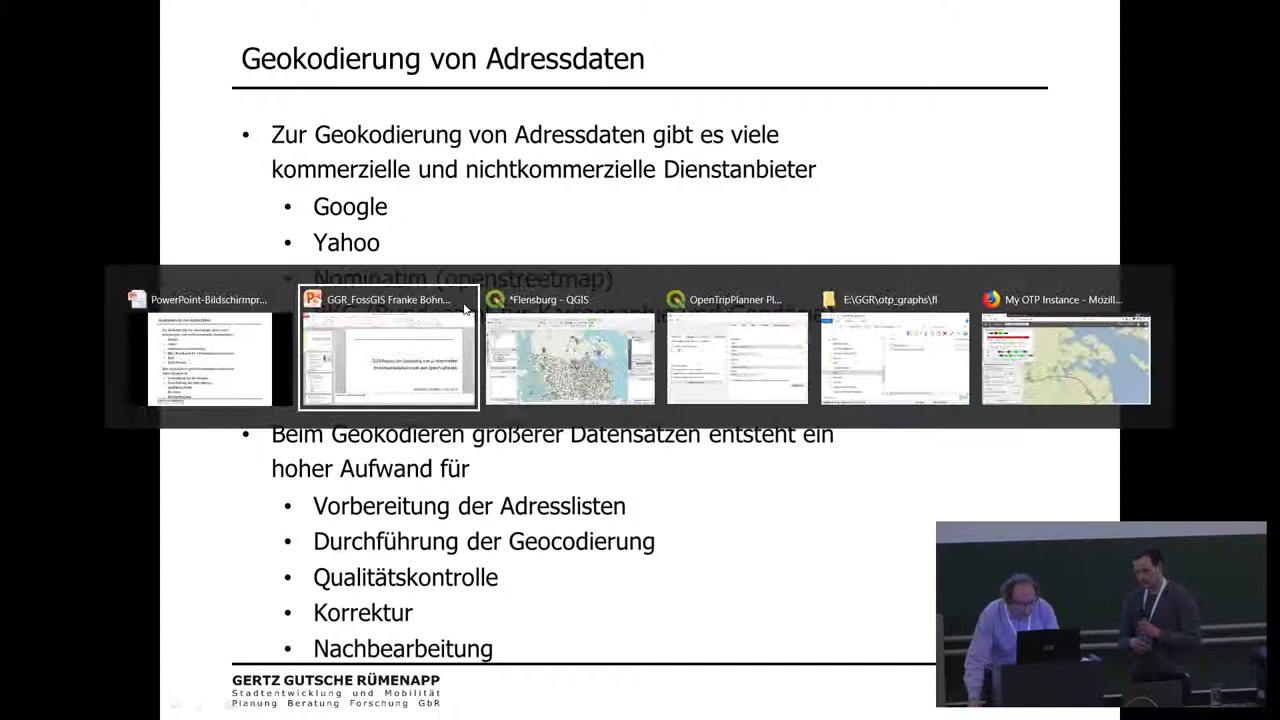 Geokodierung von Adressdaten
• Zur Geokodierung von Adressdaten gibt es viele
kommerzielle und nichtkommerzielle Dienstanbieter
• Google
• Yahoo
• Nominatim (openstreetmap)
PowerPoint-Bildschirmpr...
GGR_FossGIS Franke Bohn...
*Flensburg - QGIS
OpenTripPlanner Pl...
E:\GGR\otp_graphs\fl
My OTP Instance - Mozill...
• Beim Geokodieren größerer Datensätzen entsteht ein
hoher Aufwand für
• Vorbereitung der Adresslisten
• Durchführung der Geocodierung
• Qualitätskontrolle
• Korrektur
• Nachbearbeitung
GERTZ GUTSCHE RÜMENAPP
Stadtentwicklung und Mobilität
Planung Beratung Forschung GbR